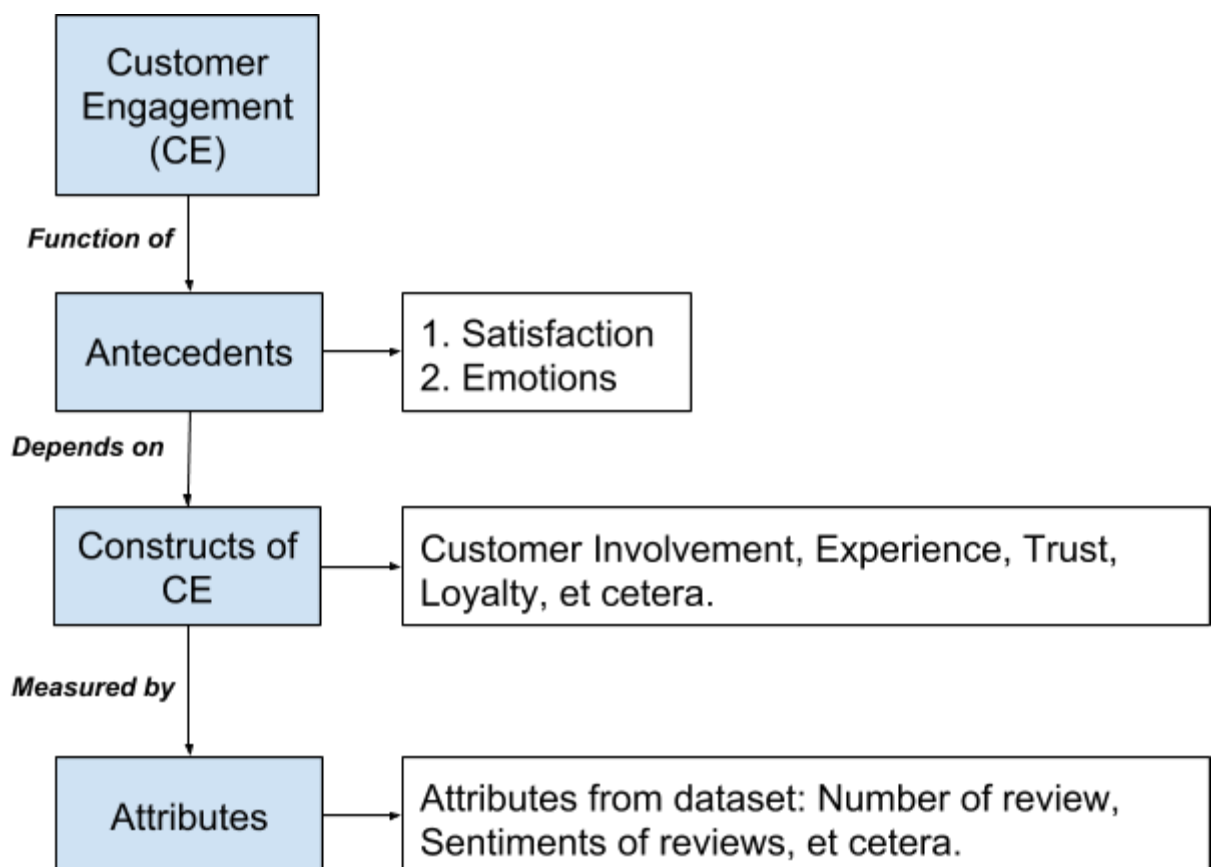 Customer
Engagement
(CE)
Function of
Antecedents
1. Satisfaction
2. Emotions
Depends on
Constructs of
CE
Customer Involvement, Experience, Trust,
Loyalty, et cetera.
Measured by
Attributes
Attributes from dataset: Number of review,
Sentiments of reviews, et cetera.